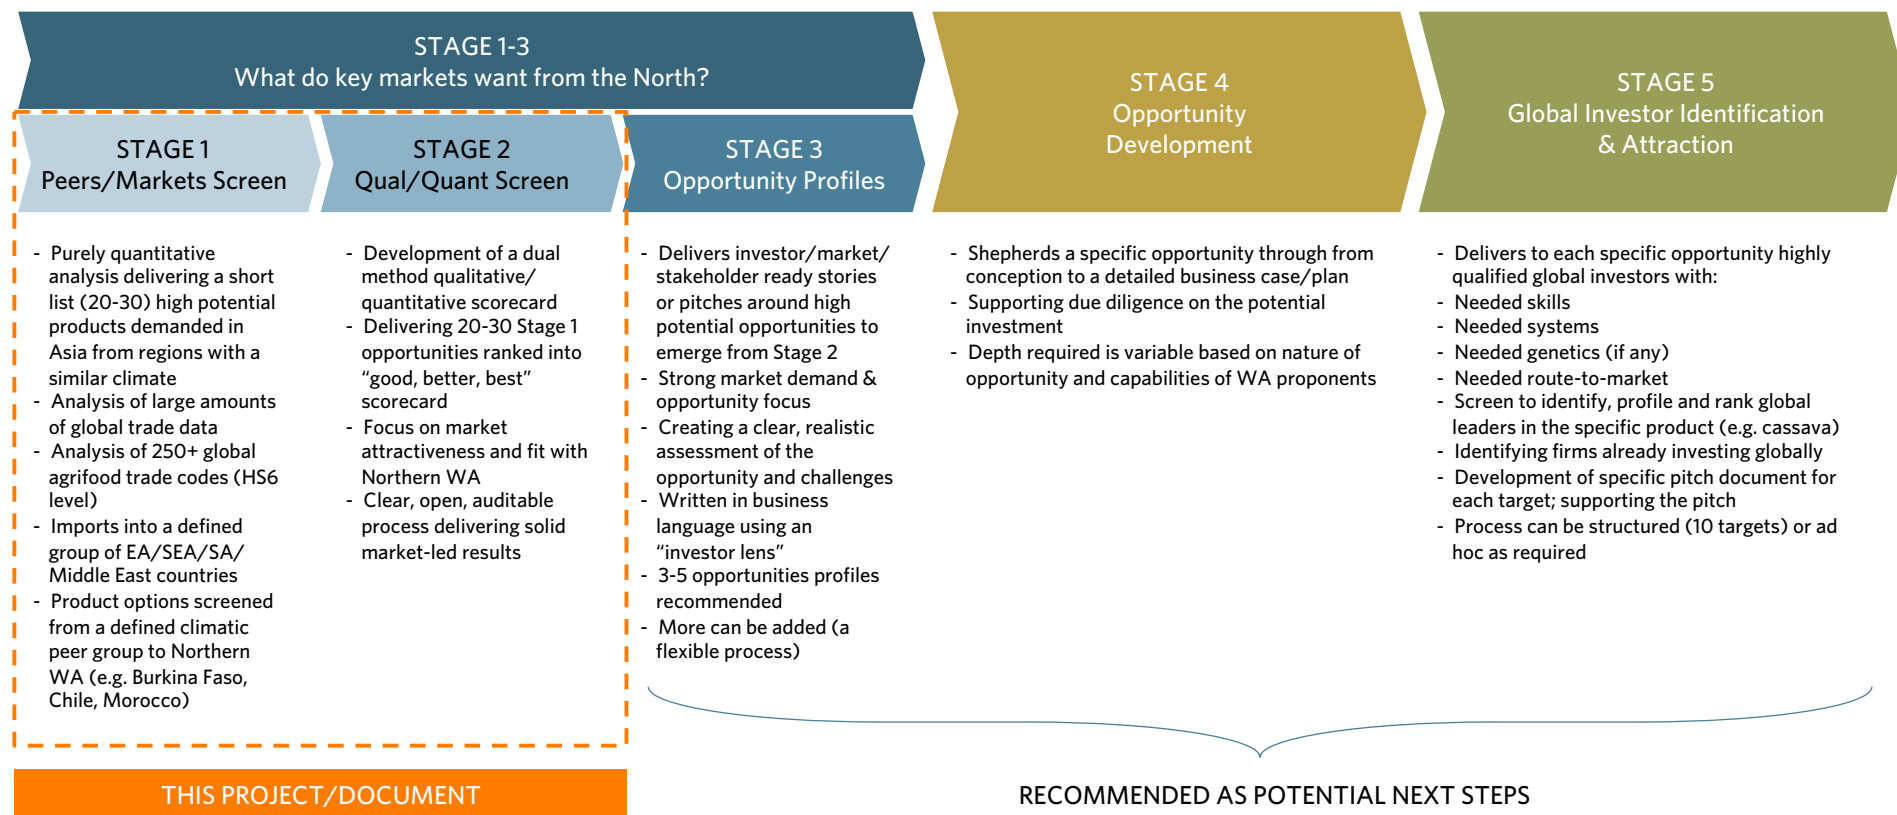 STAGE 1-3
What do key markets want from the North?
STAGE 4
Opportunity
Development
STAGE 5
Global Investor Identification
& Attraction
STAGE 1
Peers/Markets Screen
STAGE 2
Qual/Quant Screen
STAGE 3
Opportunity Profiles
- Purely quantitative
analysis delivering a short
list (20-30) high potential
products demanded in
Asia from regions with a
similar climate
- Analysis of large amounts
of global trade data
- Analysis of 250+ global
agrifood trade codes (HS6
level)
- Imports into a defined
group of EA/SEA/SA/
Middle East countries
- Product options screened
from a defined climatic
peer group to Northern
WA (e.g. Burkina Faso,
Chile, Morocco)
- Development of a dual
method qualitative/
quantitative scorecard
- Delivering 20-30 Stage 1
opportunities ranked into
“good, better, best”
scorecard
- Focus on market
attractiveness and fit with
Northern WA
- Clear, open, auditable
process delivering solid
market-led results
- Delivers investor/market/
stakeholder ready stories
or pitches around high
potential opportunities to
emerge from Stage 2
- Strong market demand &
opportunity focus
- Creating a clear, realistic
assessment of the
opportunity and challenges
- Written in business
language using an
“investor lens”
- 3-5 opportunities profiles
recommended
- More can be added (a
flexible process)
- Shepherds a specific opportunity through from
conception to a detailed business case/plan
- Supporting due diligence on the potential
investment
- Depth required is variable based on nature of
opportunity and capabilities of WA proponents
- Delivers to each specific opportunity highly
qualified global investors with:
- Needed skills
- Needed systems
- Needed genetics (if any)
- Needed route-to-market
- Screen to identify, profile and rank global
leaders in the specific product (e.g. cassava)
- Identifying firms already investing globally
- Development of specific pitch document for
each target; supporting the pitch
- Process can be structured (10 targets) or ad
hoc as required
THIS PROJECT/DOCUMENT
RECOMMENDED AS POTENTIAL NEXT STEPS